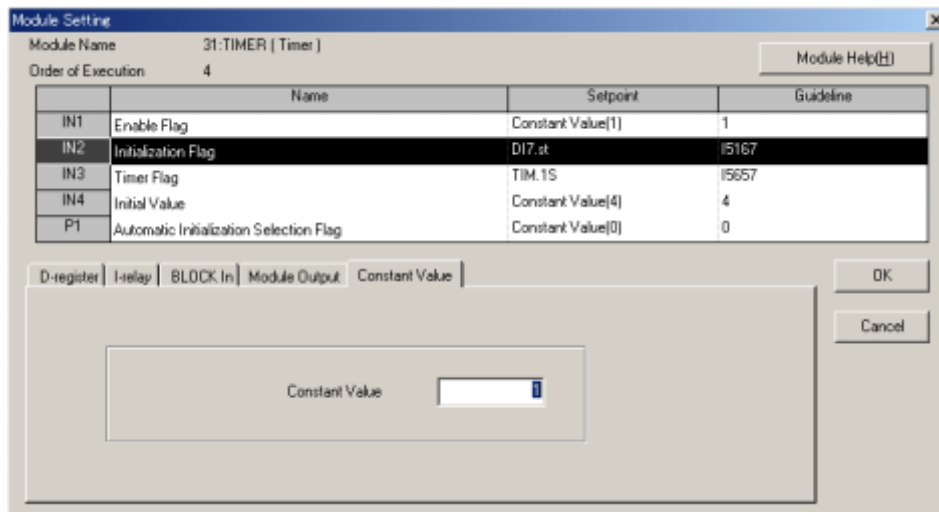 Module Setting
Module Name 31:TIMER ( Timer )
Module Help(H)
Order of Execution 4
Name Setpoint Guideline
IN1 Enable Flag Constant Value(1) 1
IN2 Initialization Flag DI7.st I5167
IN3 Timer Flag TIM.1S I5657
IN4 Initial Value Constant Value(4) 4
P1 Automatic Initialization Selection Flag Constant Value(0) 0
D-register I-relay BLOCK In Module Output Constant Value
OK
Cancel
Constant Value 1